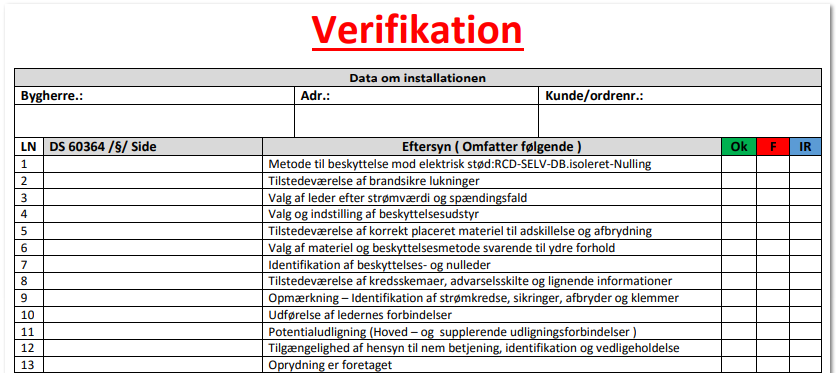 Verifikation
Data om installationen
Bygherre.: Adr.: Kunde/ordrenr.:
LN DS 60364 /§/ Side Eftersyn ( Omfatter følgende ) Ok F IR
1 Metode til beskyttelse mod elektrisk stød:RCD-SELV-DB.isoleret-Nulling
2 Tilstedeværelse af brandsikre lukninger
3 Valg af leder efter strømværdi og spændingsfald
4 Valg og indstilling af beskyttelsesudstyr
5 Tilstedeværelse af korrekt placeret materiel til adskillelse og afbrydning
6 Valg af materiel og beskyttelsesmetode svarende til ydre forhold
7 Identifikation af beskyttelses- og nulleder
8 Tilstedeværelse af kredsskemaer, advarselsskilte og lignende informationer
9 Opmærkning – Identifikation af strømkredse, sikringer, afbryder og klemmer
10 Udførelse af ledernes forbindelser
11 Potentialudligning (Hoved – og supplerende udligningsforbindelser )
12 Tilgængelighed af hensyn til nem betjening, identifikation og vedligeholdelse
13 Oprydning er foretaget